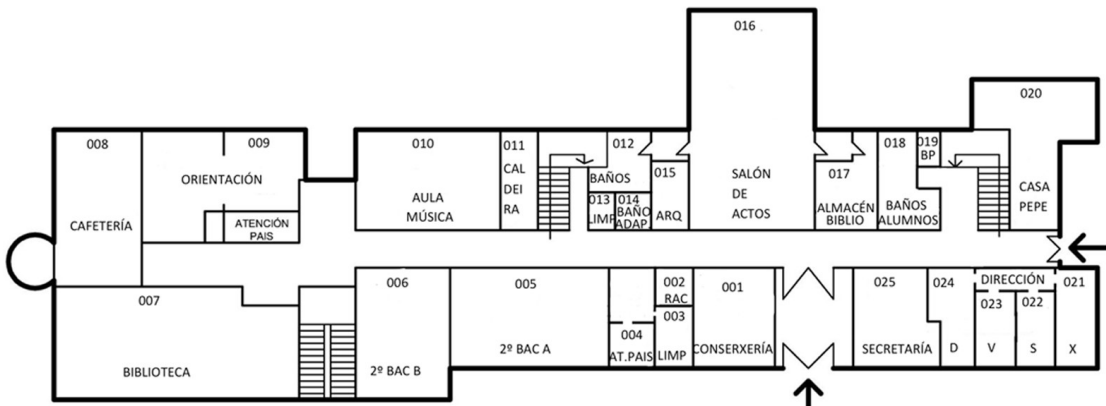 016
020
008
009
010
011
CAL
DEI
RA
012
BAÑOS
018
019
BP
ORIENTACIÓN
015
017
AULA
MÚSICA
SALÓN
DE
ACTOS
CASA
PEPE
CAFETERÍA
ATENCIÓN
PAIS
013
LIMP
014
BAÑO
ADAP.
ARQ
ALMACÉN
BIBLIO
BAÑOS
ALUMNOS
007
006
005
002
RAC
001
025
024
DIRECCIÓN
021
023
022
003
004
BIBLIOTECA
2º BAC B
2º BAC A
AT.PAIS
LIMP
CONSERXERÍA
SECRETARÍA
D
V
S
X